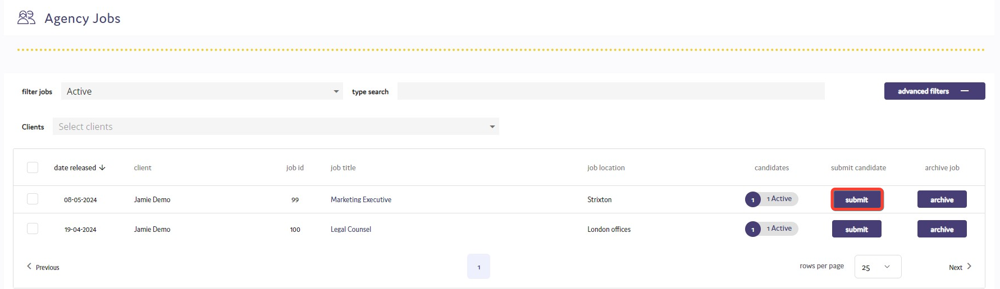 Agency Jobs
filter jobs Active type search advanced filters
Clients Select clients
date released client job id job title job location candidates submit candidate archive job
08-05-2024 Jamie Demo 99 Marketing Executive Strixton 1 1 Active submit archive
19-04-2024 Jamie Demo 100 Legal Counsel London offices 1 1 Active submit archive
Previous 1 rows per page 25 Next